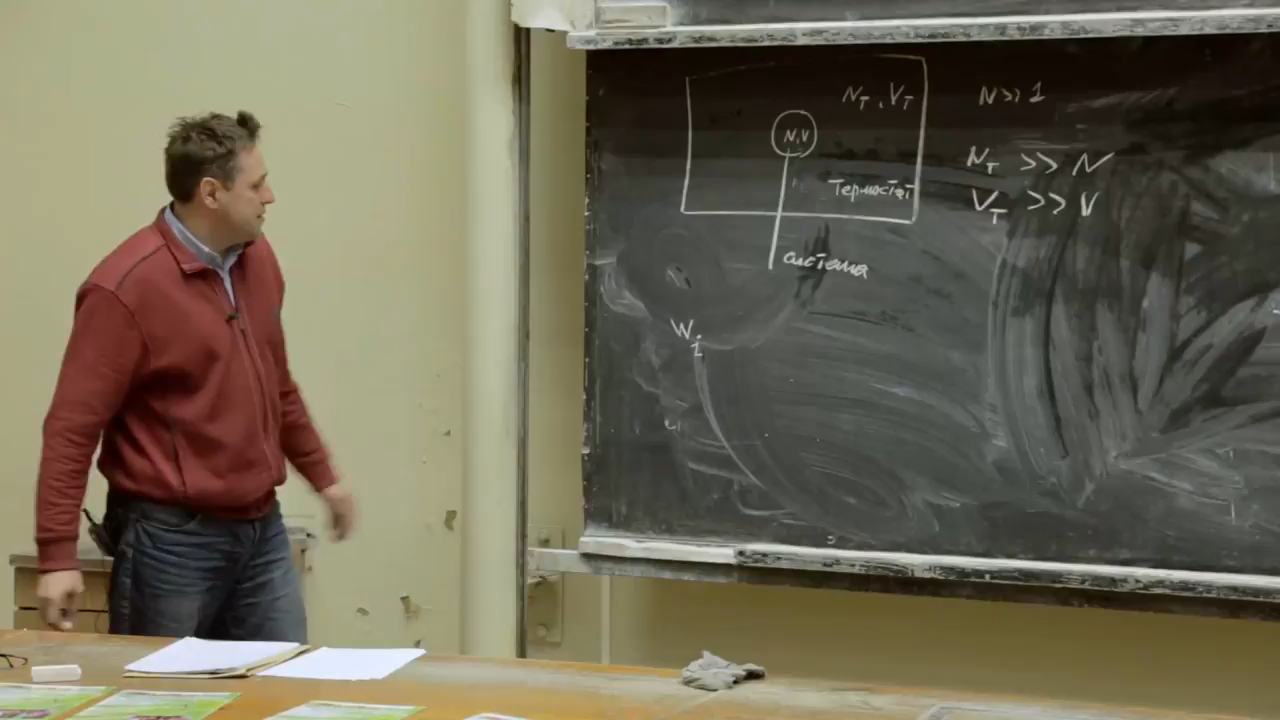 N_T, V_T
N >> 1
N, V
N_T >> N
Термостат
V_T >> V
система
W_i